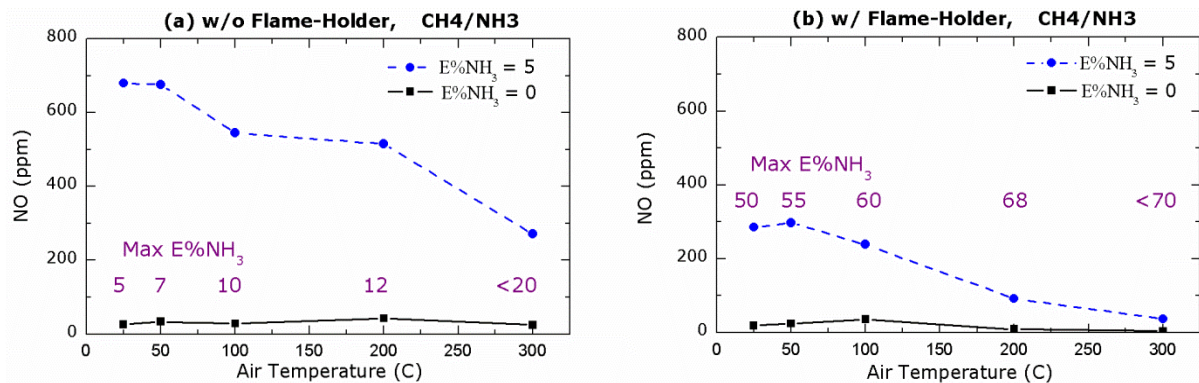 (a) w/o Flame-Holder, CH4/NH3
800
600
400
200
0
NO (ppm)
E%NH₃ = 5
E%NH₃ = 0
Max E%NH₃
5 7 10 12 <20
0 50 100 150 200 250 300
Air Temperature (C)
(b) w/ Flame-Holder, CH4/NH3
800
600
400
200
0
NO (ppm)
E%NH₃ = 5
E%NH₃ = 0
Max E%NH₃
50 55 60 68 <70
0 50 100 150 200 250 300
Air Temperature (C)